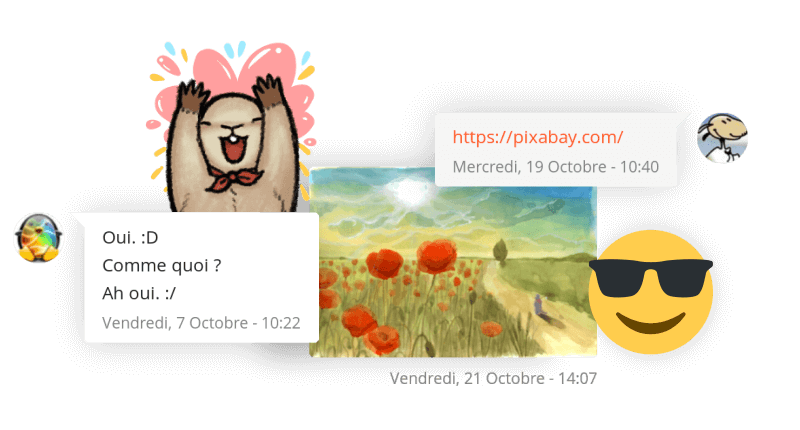 https://pixabay.com/
Mercredi, 19 Octobre - 10:40
Oui. :D
Comme quoi ?
Ah oui. :/
Vendredi, 7 Octobre - 10:22
Vendredi, 21 Octobre - 14:07